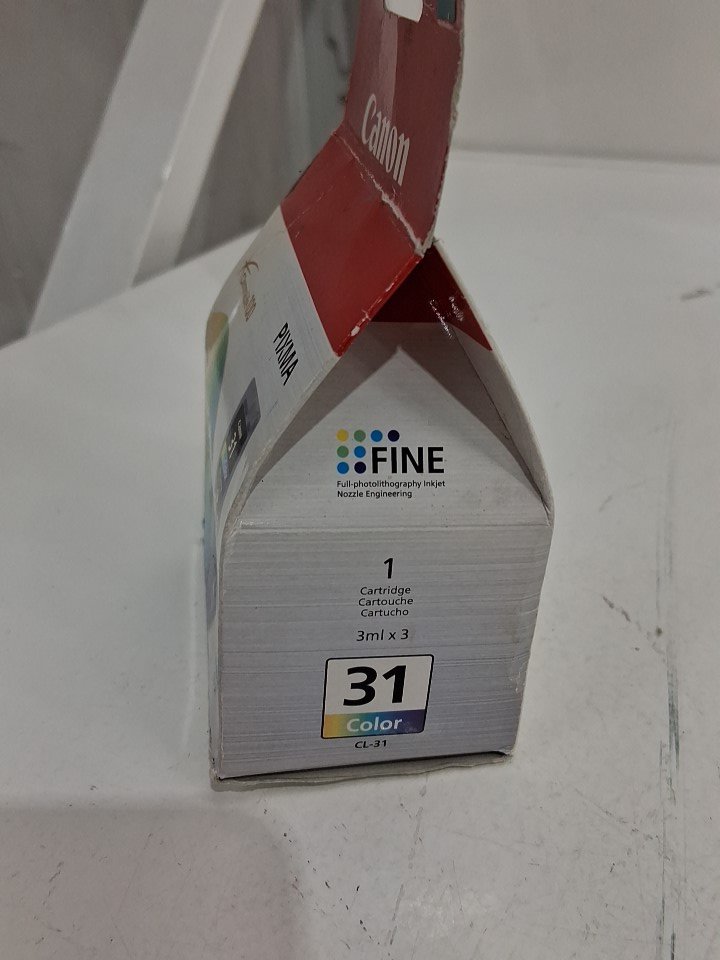 Canon
PIXMA
FINE
Full-photolithography Inkjet
Nozzle Engineering
1
Cartridge
Cartouche
Cartucho
3ml x 3
31
Color
CL-31